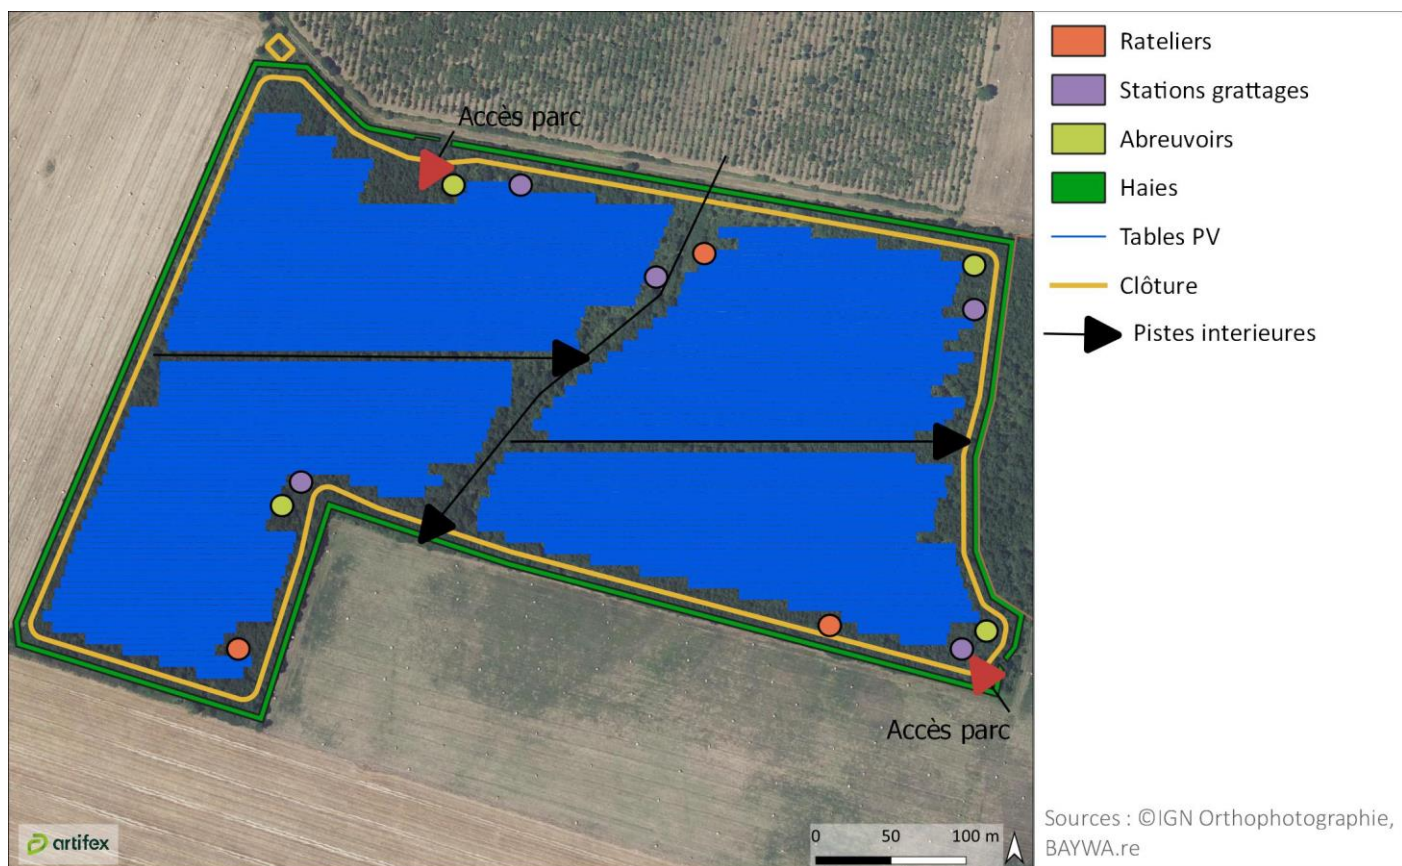 Accès parc
Accès parc
artifex
0 50 100 m
Rateliers
Stations grattages
Abreuvoirs
Haies
Tables PV
Clôture
Pistes interieures
Sources : ©IGN Orthophotographie,
BAYWA.re